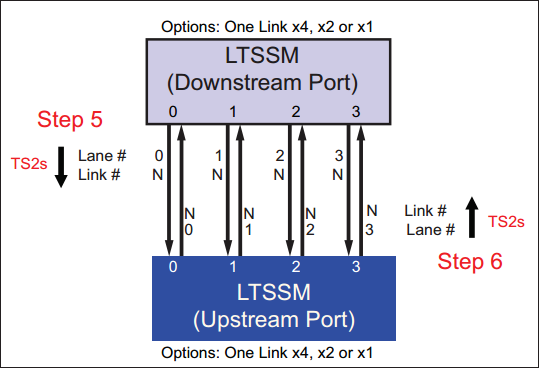 Options: One Link x4, x2 or x1
LTSSM
(Downstream Port)
0 1 2 3
Step 5
TS2s
Lane # 0 1 2 3
Link # N N N N
N N N N Link #
0 1 2 3 Lane #
TS2s
Step 6
0 1 2 3
LTSSM
(Upstream Port)
Options: One Link x4, x2 or x1